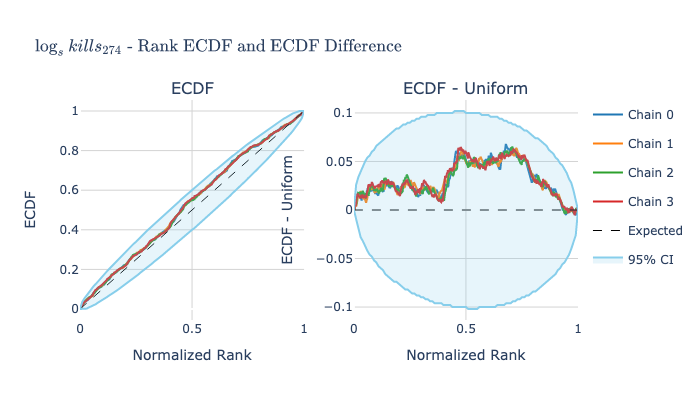 log_s kills_274 - Rank ECDF and ECDF Difference
ECDF
ECDF - Uniform
ECDF
1
0.8
0.6
0.4
0.2
0
0
0.5
1
Normalized Rank
ECDF - Uniform
0.1
0.05
0
−0.05
−0.1
0
0.5
1
Normalized Rank
Chain 0
Chain 1
Chain 2
Chain 3
Expected
95% CI